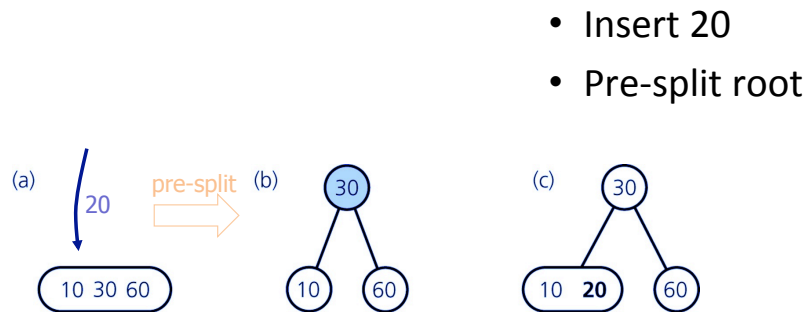 • Insert 20
• Pre-split root
(a)
20
pre-split
10 30 60
(b)
30
10
60
(c)
30
10 20
60